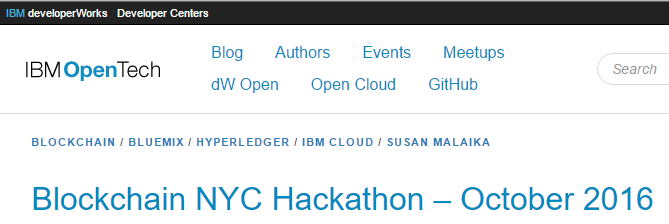 IBM developerWorks Developer Centers
IBM OpenTech
Blog Authors Events Meetups
dW Open Open Cloud GitHub
Search
BLOCKCHAIN / BLUEMIX / HYPERLEDGER / IBM CLOUD / SUSAN MALAIKA
Blockchain NYC Hackathon – October 2016